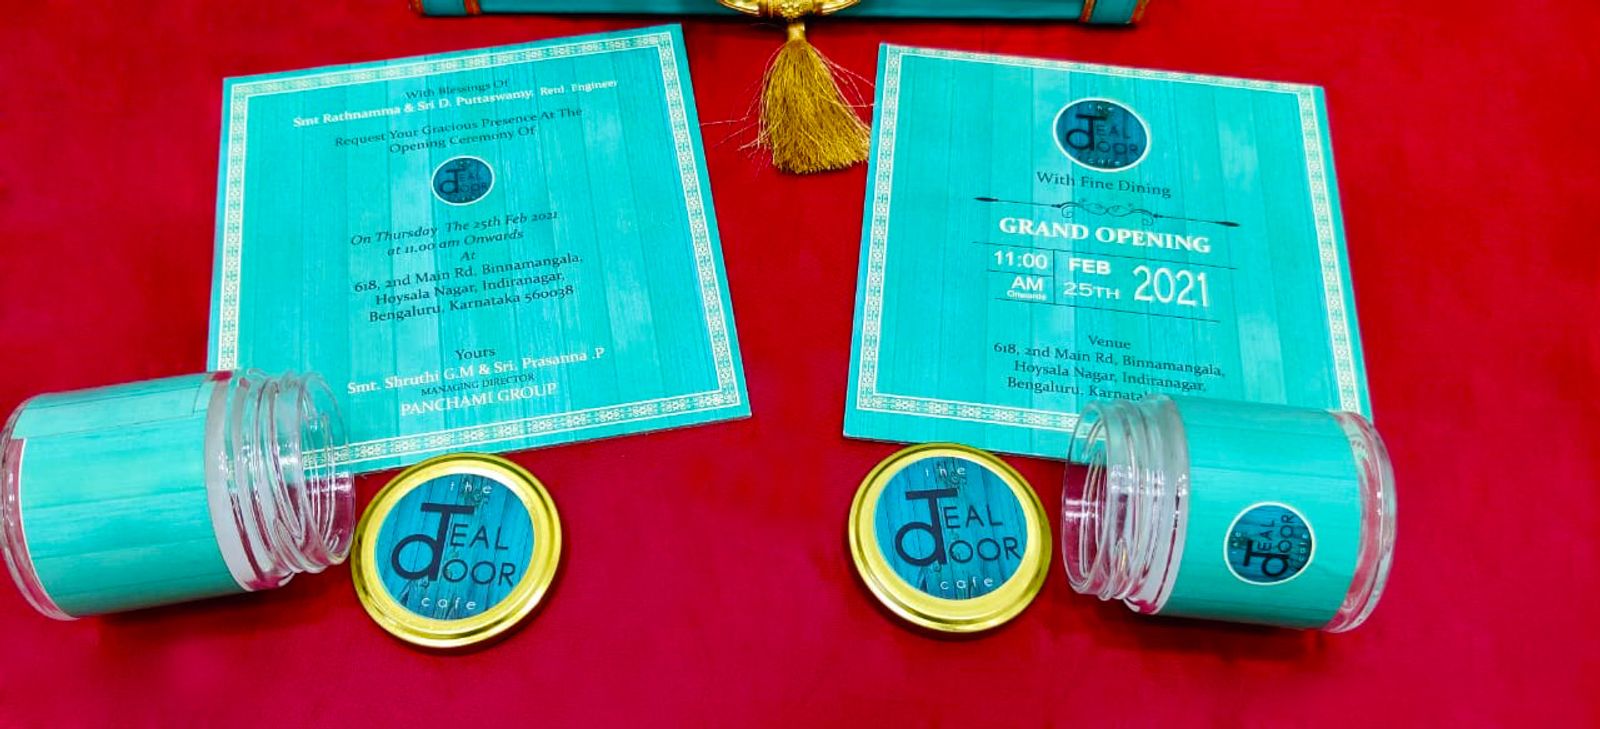 With Blessings Of
Smt Rathnamma & Sri D. Puttaswamy, Retd. Engineer
Request Your Gracious Presence At The
Opening Ceremony Of
TEAL
dOOR
On Thursday The 25th Feb 2021
at 11.00 am Onwards
At
618, 2nd Main Rd, Binnamangala,
Hoysala Nagar, Indiranagar,
Bengaluru, Karnataka 560038
Yours
Smt. Shruthi G.M & Sri. Prasanna .P
MANAGING DIRECTOR
PANCHAMI GROUP
the
TEAL
dOOR
cafe
With Fine Dining
GRAND OPENING
11:00
AM
Onwards
FEB
25TH
2021
Venue
618, 2nd Main Rd, Binnamangala,
Hoysala Nagar, Indiranagar,
Bengaluru,
the
TEAL
dOOR
cafe
the
TEAL
dOOR
cafe
the
TEAL
dOOR
cafe